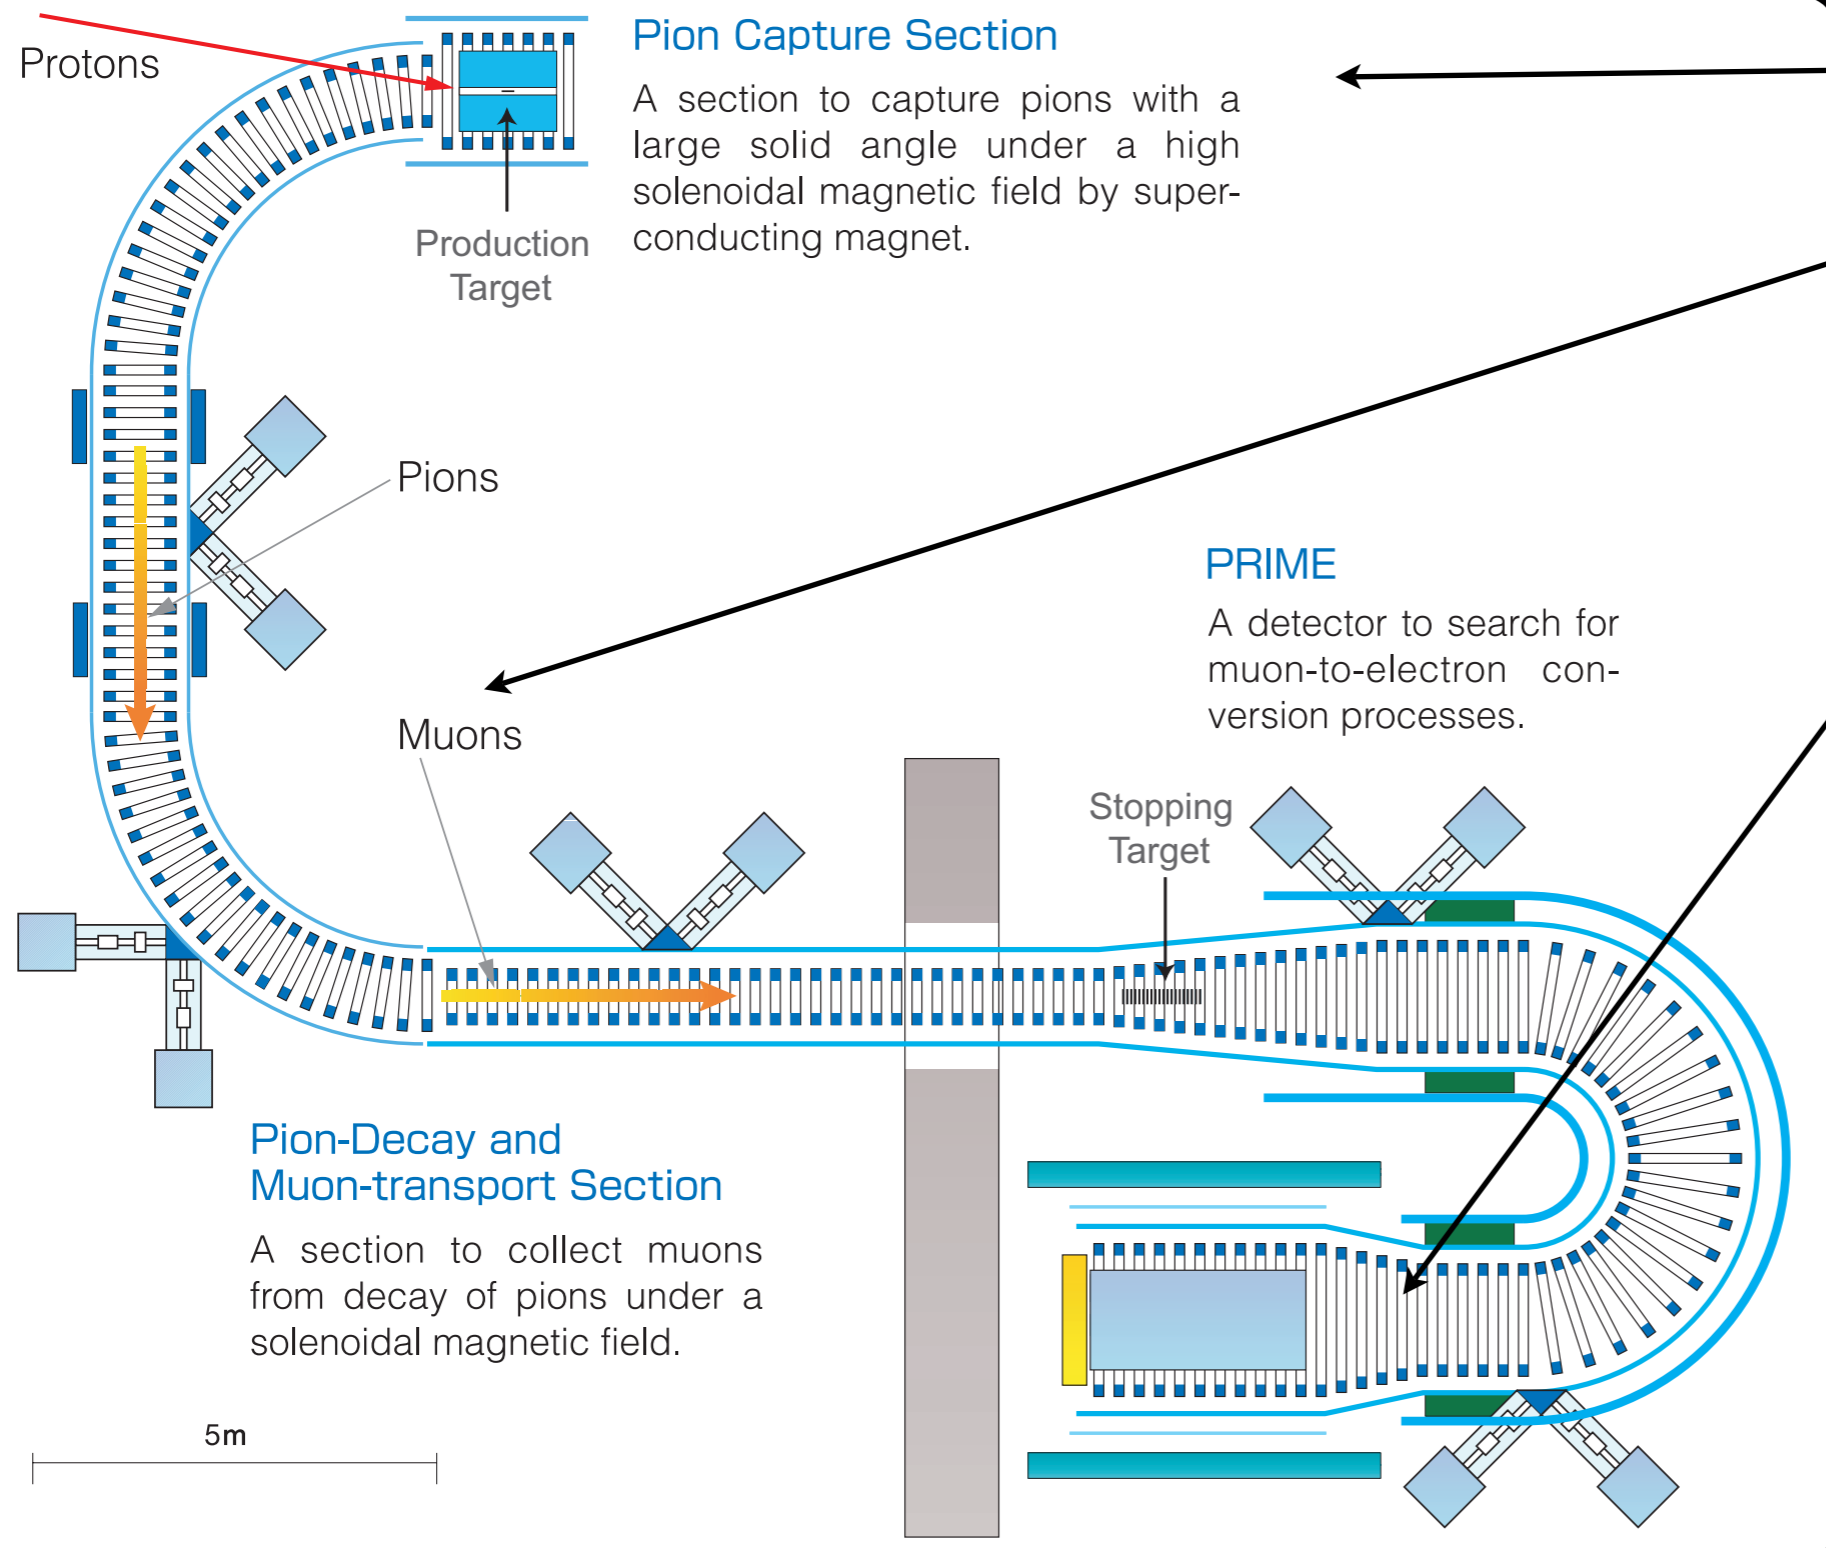 Protons
Pion Capture Section
A section to capture pions with a
large solid angle under a high
solenoidal magnetic field by super-
conducting magnet.
Production
Target
Pions
PRIME
A detector to search for
muon-to-electron con-
version processes.
Muons
Stopping
Target
Pion-Decay and
Muon-transport Section
A section to collect muons
from decay of pions under a
solenoidal magnetic field.
5m